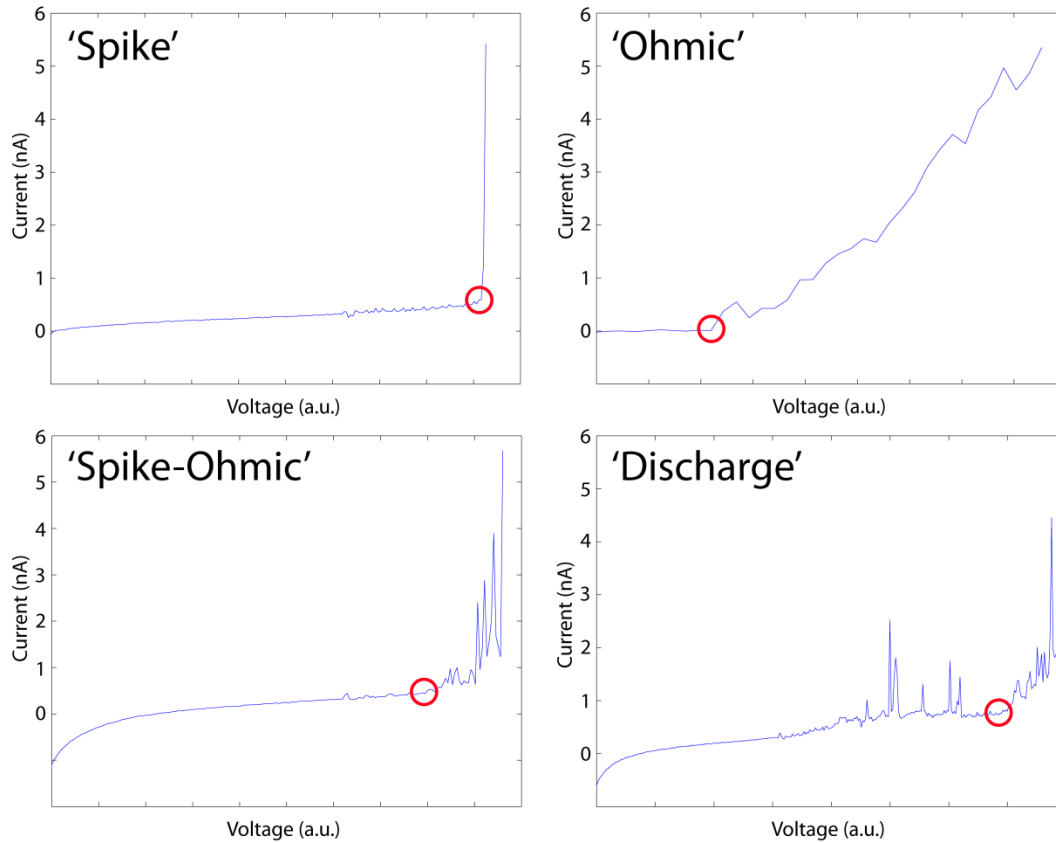 ‘Spike’
6
5
4
3
2
1
0
Current (nA)
Voltage (a.u.)
‘Ohmic’
6
5
4
3
2
1
0
Current (nA)
Voltage (a.u.)
‘Spike-Ohmic’
6
5
4
3
2
1
0
Current (nA)
Voltage (a.u.)
‘Discharge’
6
5
4
3
2
1
0
Current (nA)
Voltage (a.u.)